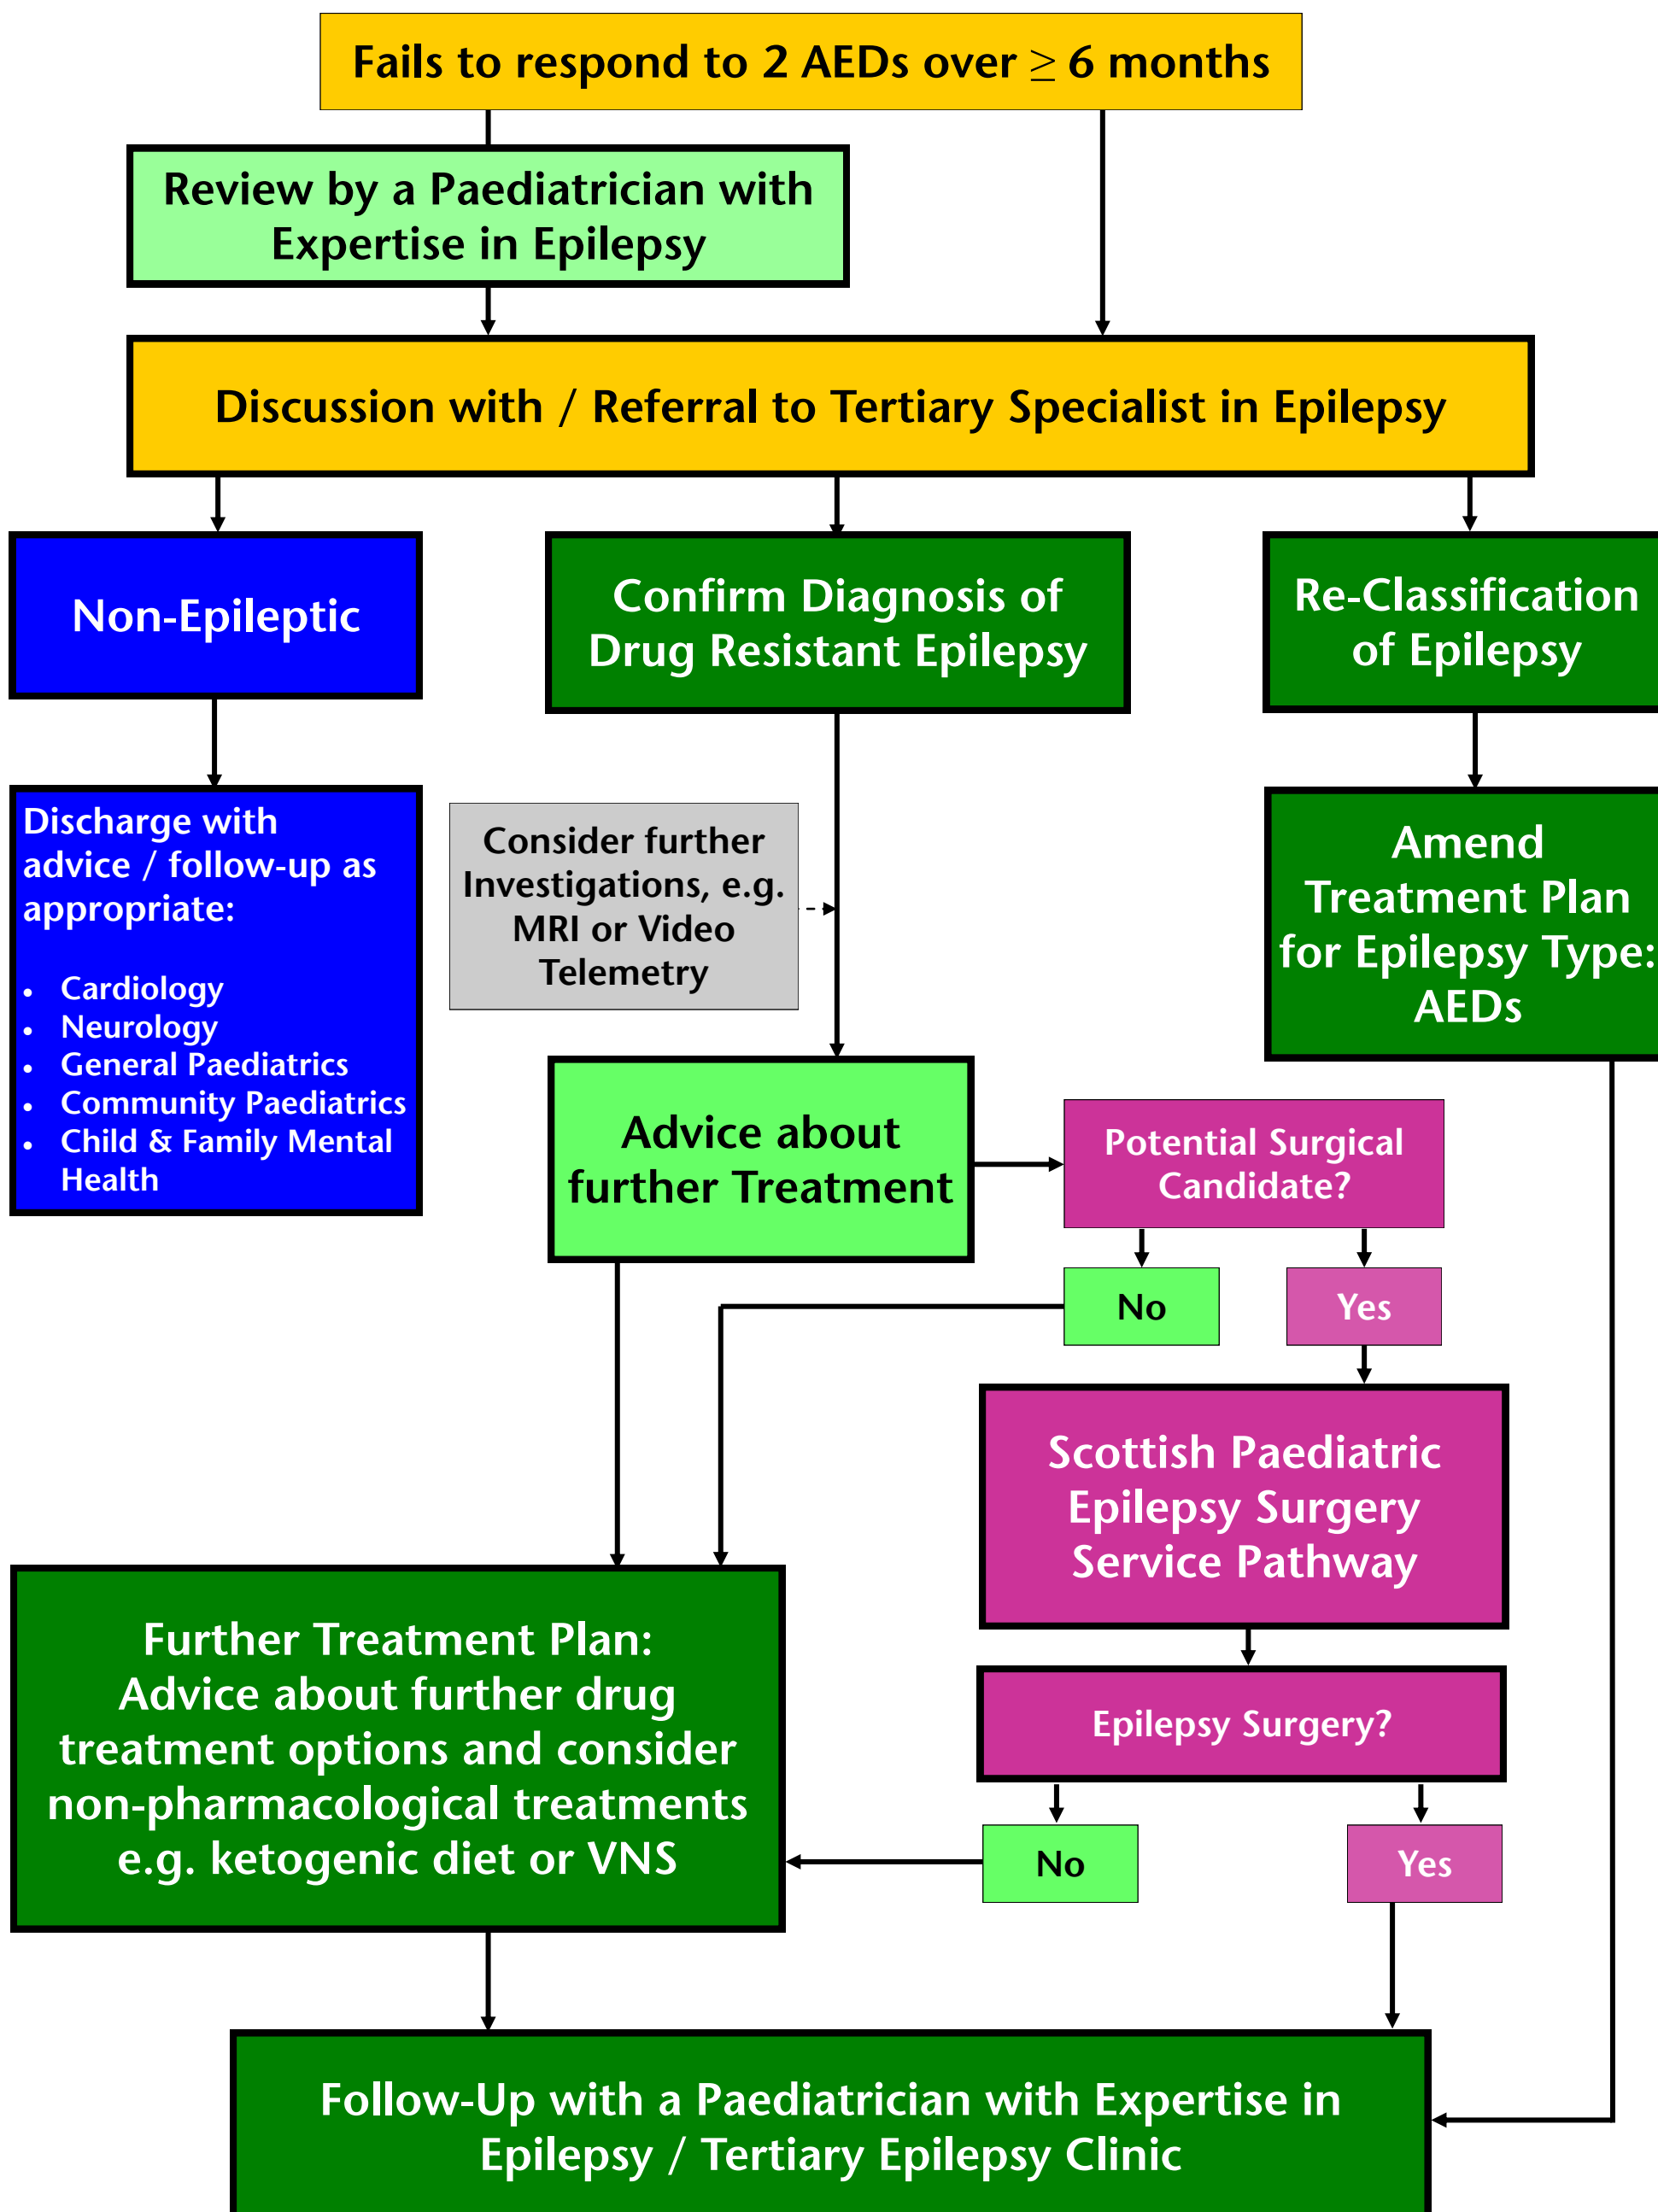 Fails to respond to 2 AEDs over ≥ 6 months
Review by a Paediatrician with
Expertise in Epilepsy
Discussion with / Referral to Tertiary Specialist in Epilepsy
Non-Epileptic
Confirm Diagnosis of
Drug Resistant Epilepsy
Re-Classification
of Epilepsy
Discharge with
advice / follow-up as
appropriate:
• Cardiology
• Neurology
• General Paediatrics
• Community Paediatrics
• Child & Family Mental
Health
Consider further
Investigations, e.g.
MRI or Video
Telemetry
Amend
Treatment Plan
for Epilepsy Type:
AEDs
Advice about
further Treatment
Potential Surgical
Candidate?
No
Yes
Scottish Paediatric
Epilepsy Surgery
Service Pathway
Further Treatment Plan:
Advice about further drug
treatment options and consider
non-pharmacological treatments
e.g. ketogenic diet or VNS
Epilepsy Surgery?
No
Yes
Follow-Up with a Paediatrician with Expertise in
Epilepsy / Tertiary Epilepsy Clinic